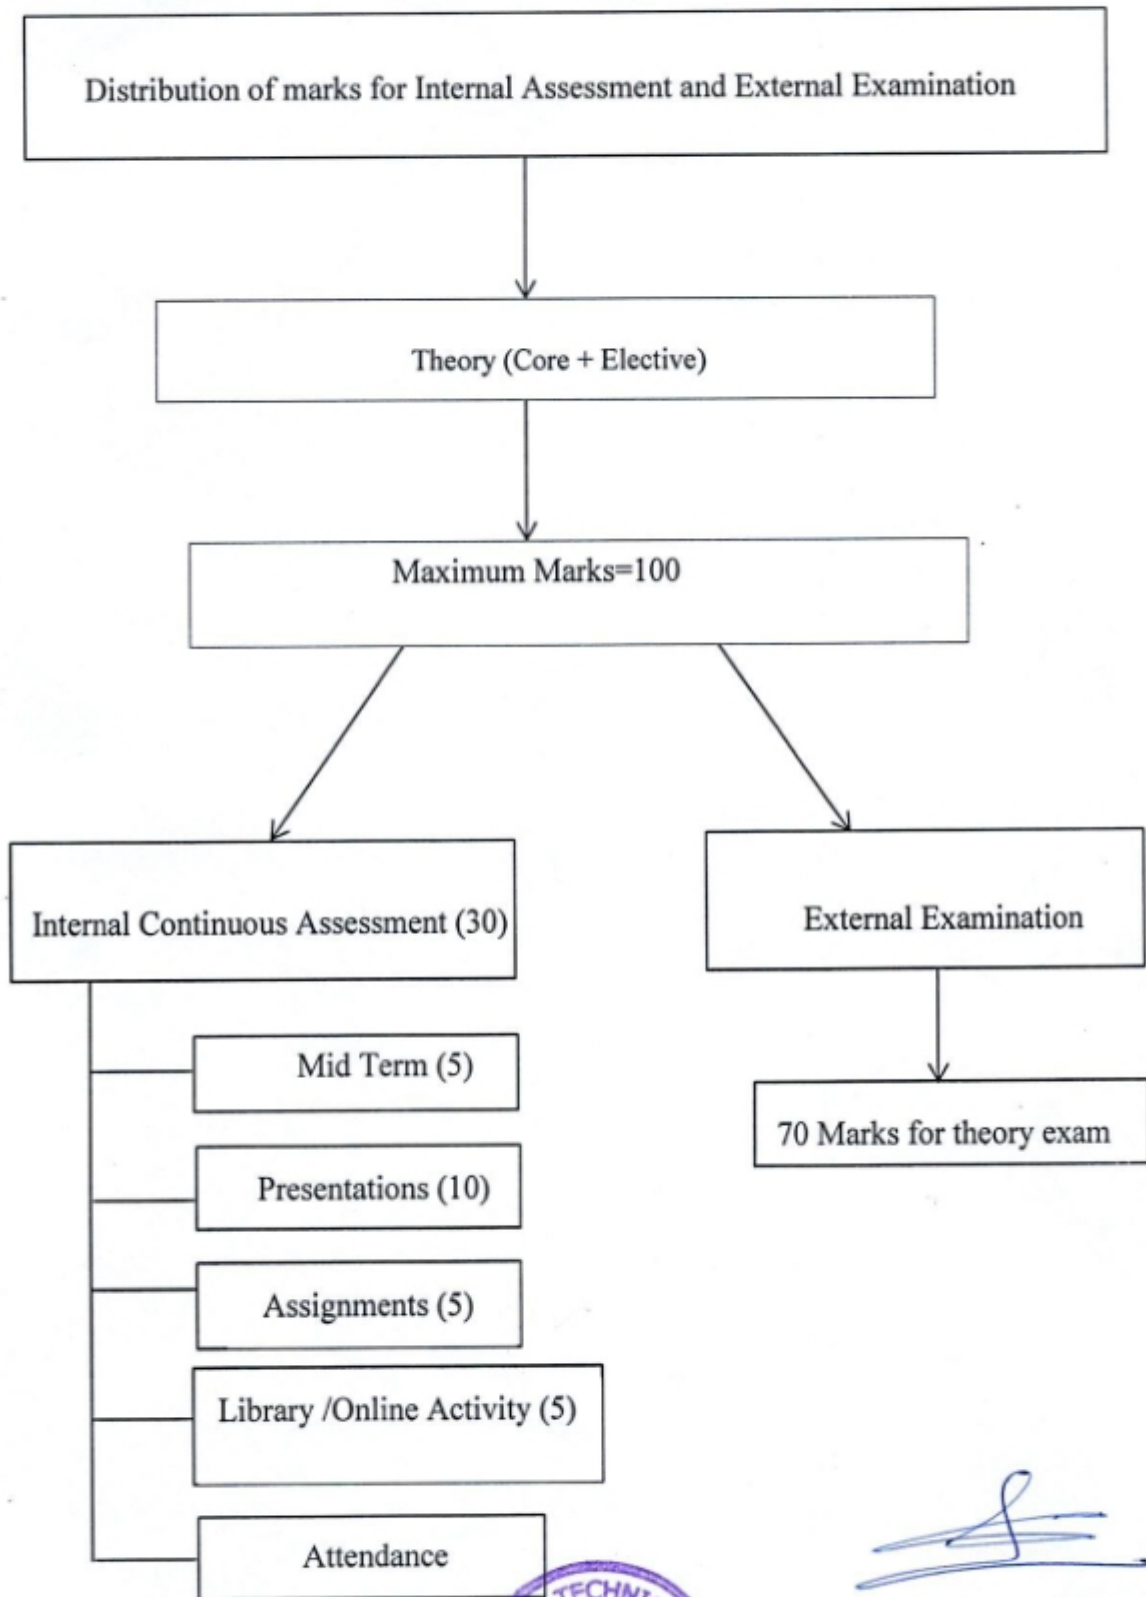 Distribution of marks for Internal Assessment and External Examination
Theory (Core + Elective)
Maximum Marks=100
Internal Continuous Assessment (30)
External Examination
Mid Term (5)
70 Marks for theory exam
Presentations (10)
Assignments (5)
Library /Online Activity (5)
Attendance